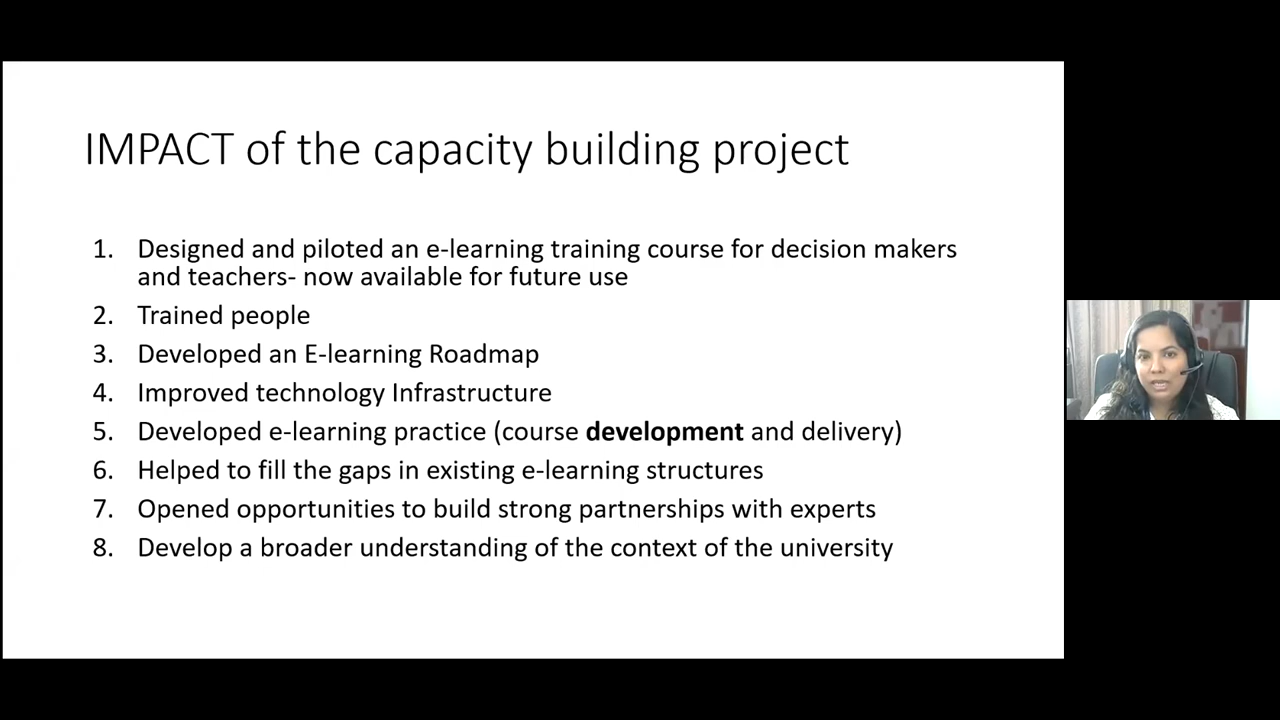 IMPACT of the capacity building project
1. Designed and piloted an e-learning training course for decision makers
and teachers- now available for future use
2. Trained people
3. Developed an E-learning Roadmap
4. Improved technology Infrastructure
5. Developed e-learning practice (course development and delivery)
6. Helped to fill the gaps in existing e-learning structures
7. Opened opportunities to build strong partnerships with experts
8. Develop a broader understanding of the context of the university